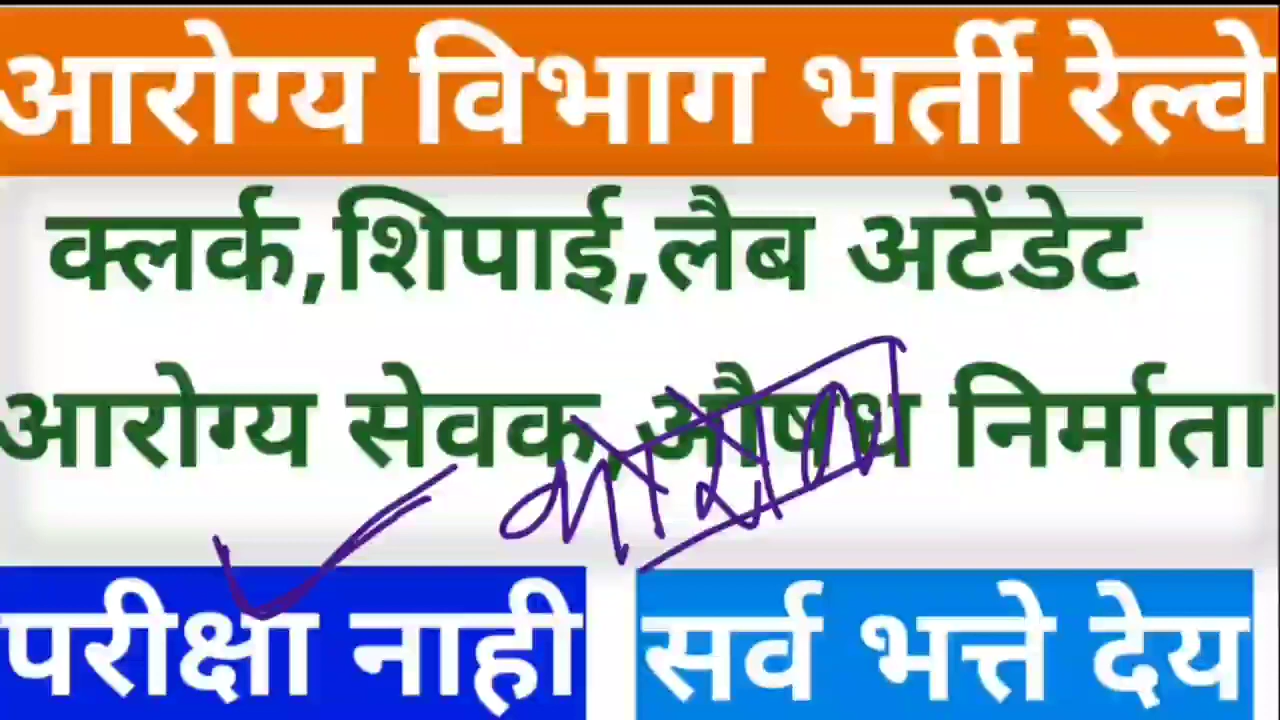 आरोग्य विभाग भर्ती रेल्वे
क्लर्क,शिपाई,लैब अटेंडेट
आरोग्य सेवक,औषध निर्माता
परीक्षा नाही
सर्व भत्ते देय